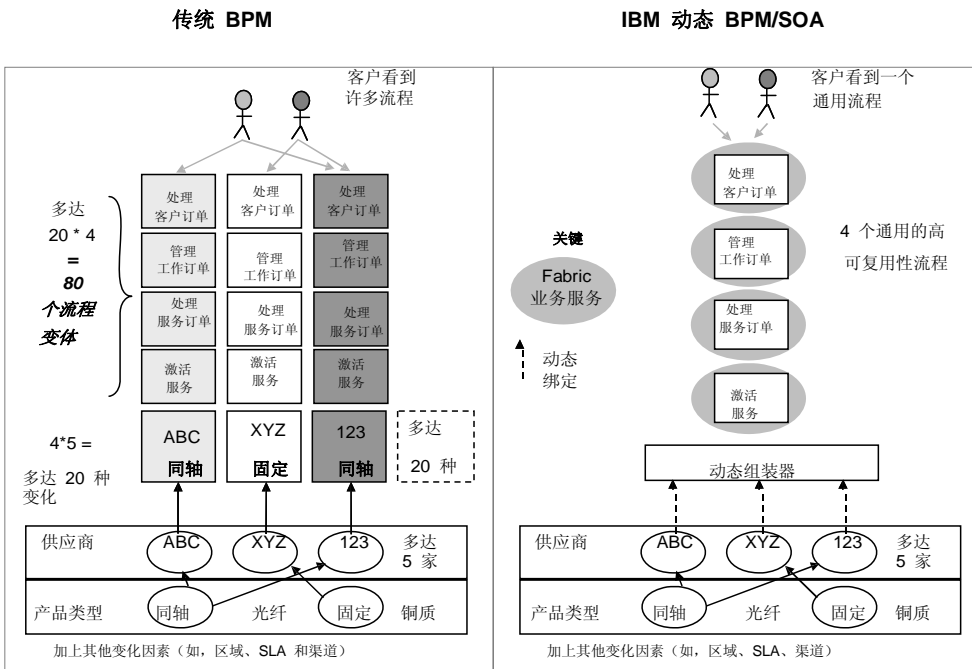 传统 BPM
IBM 动态 BPM/SOA
客户看到
许多流程
处理
客户订单
处理
客户订单
处理
客户订单
管理
工作订单
管理
工作订单
管理
工作订单
处理
服务订单
处理
服务订单
处理
服务订单
激活
服务
激活
服务
激活
服务
多达
20 * 4
=
80
个流程
变体
ABC
同轴
XYZ
固定
123
同轴
多达
20 种
4*5 =
多达 20 种
变化
供应商
ABC
XYZ
123
多达
5 家
产品类型
同轴
光纤
固定
铜质
加上其他变化因素（如，区域、SLA 和渠道）
客户看到一个
通用流程
处理
客户订单
管理
工作订单
处理
服务订单
激活
服务
关键
Fabric
业务服务
动态
绑定
4 个通用的高
可复用性流程
动态组装器
供应商
ABC
XYZ
123
多达
5 家
产品类型
同轴
光纤
固定
铜质
加上其他变化因素（如，区域、SLA、渠道）